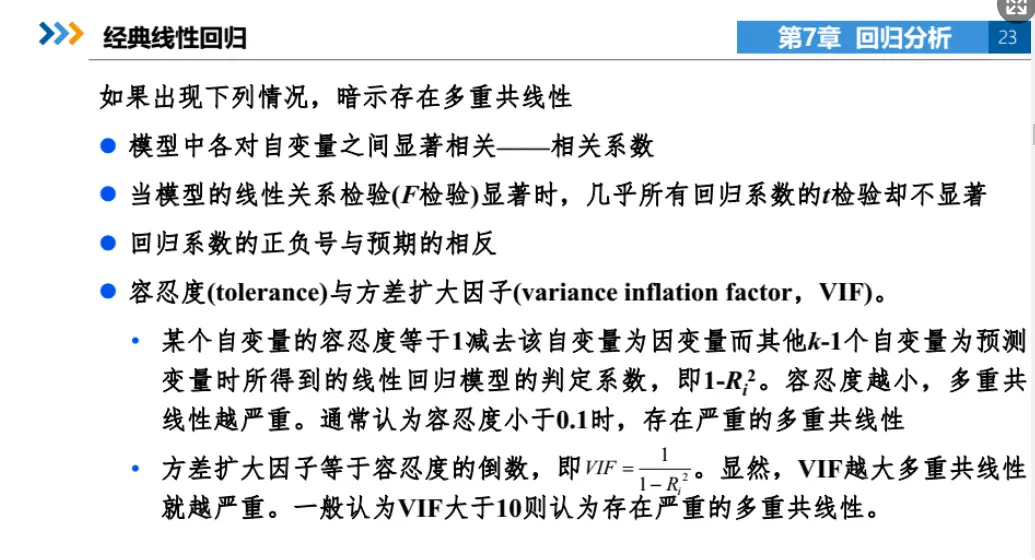 经典线性回归
第7章 回归分析 23
如果出现下列情况，暗示存在多重共线性
● 模型中各对自变量之间显著相关——相关系数
● 当模型的线性关系检验(F检验)显著时，几乎所有回归系数的t检验却不显著
● 回归系数的正负号与预期的相反
● 容忍度(tolerance)与方差扩大因子(variance inflation factor，VIF)。
• 某个自变量的容忍度等于1减去该自变量为因变量而其他k-1个自变量为预测
变量时所得到的线性回归模型的判定系数，即1-Rᵢ²。容忍度越小，多重共
线性越严重。通常认为容忍度小于0.1时，存在严重的多重共线性
• 方差扩大因子等于容忍度的倒数，即 VIF = 1/(1 − Rᵢ²)。显然，VIF越大多重共线性
就越严重。一般认为VIF大于10则认为存在严重的多重共线性。